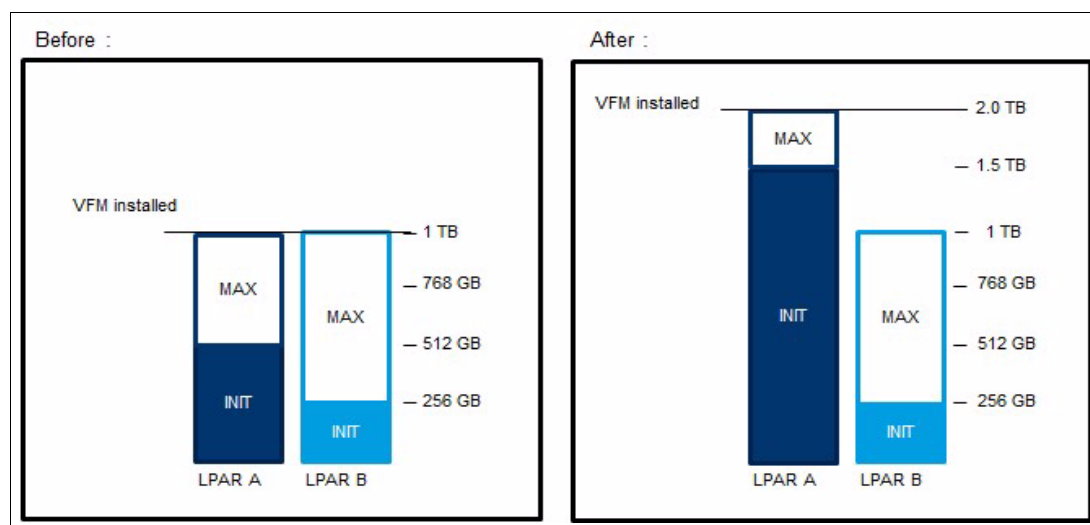 Before :
VFM installed
1 TB
768 GB
512 GB
256 GB
MAX
MAX
INIT
INIT
LPAR A
LPAR B
After :
VFM installed
2.0 TB
1.5 TB
1 TB
768 GB
512 GB
256 GB
MAX
INIT
MAX
INIT
LPAR A
LPAR B